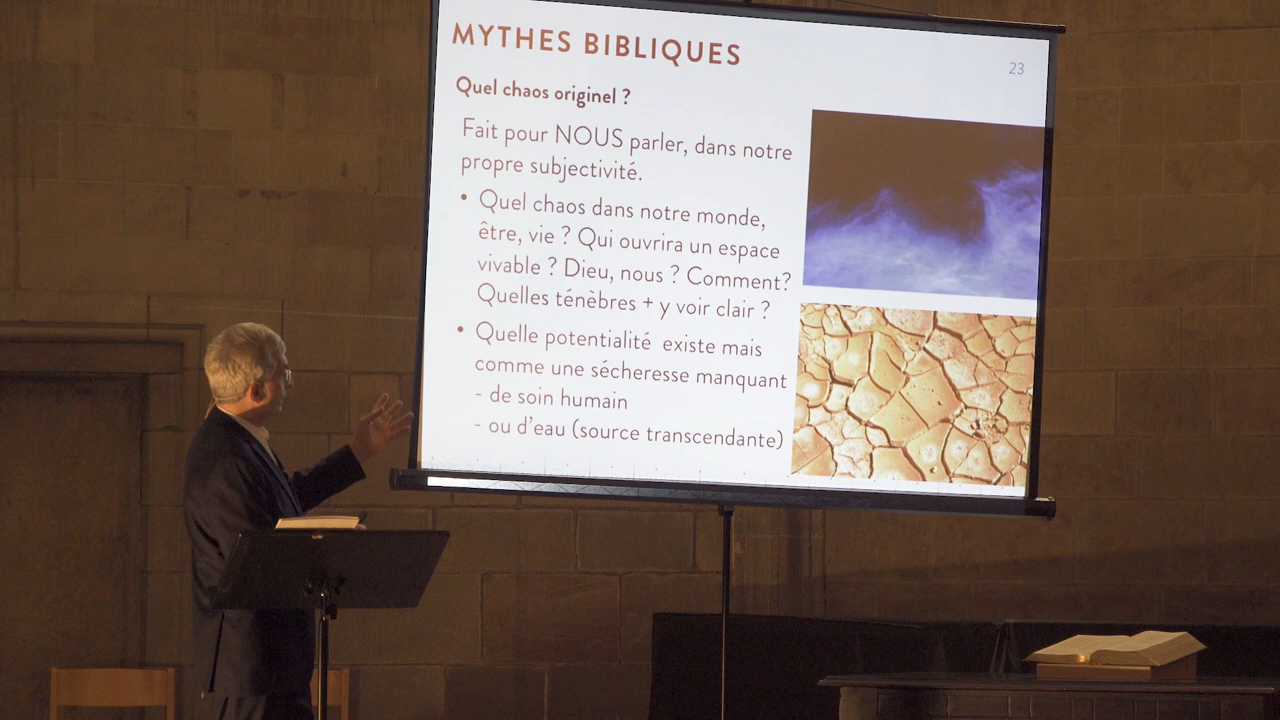 MYTHES BIBLIQUES
23
Quel chaos originel ?
Fait pour NOUS parler, dans notre
propre subjectivité.
• Quel chaos dans notre monde,
être, vie ? Qui ouvrira un espace
vivable ? Dieu, nous ? Comment?
Quelles ténèbres + y voir clair ?
• Quelle potentialité existe mais
comme une sécheresse manquant
- de soin humain
- ou d'eau (source transcendante)